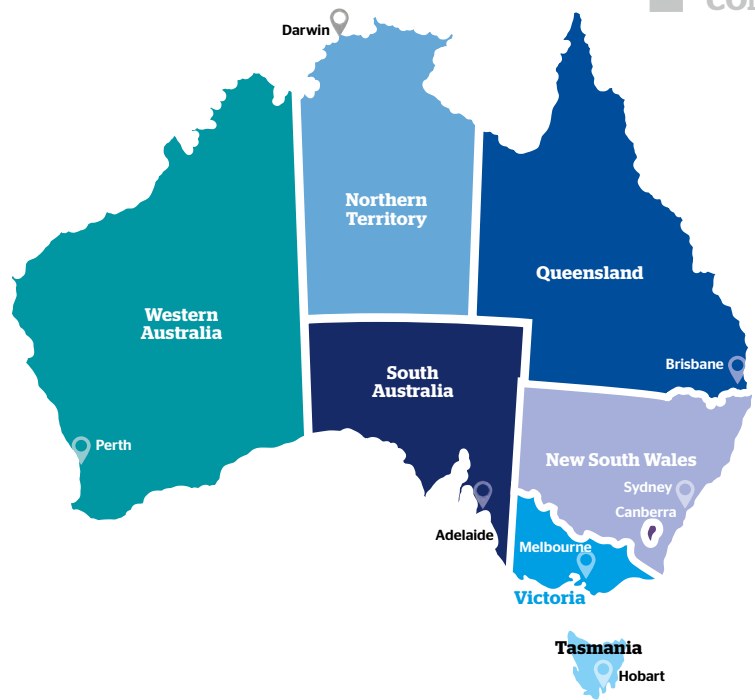 Darwin
Northern
Territory
Queensland
Western
Australia
South
Australia
Brisbane
Perth
New South Wales
Sydney
Canberra
Adelaide
Melbourne
Victoria
Tasmania
Hobart